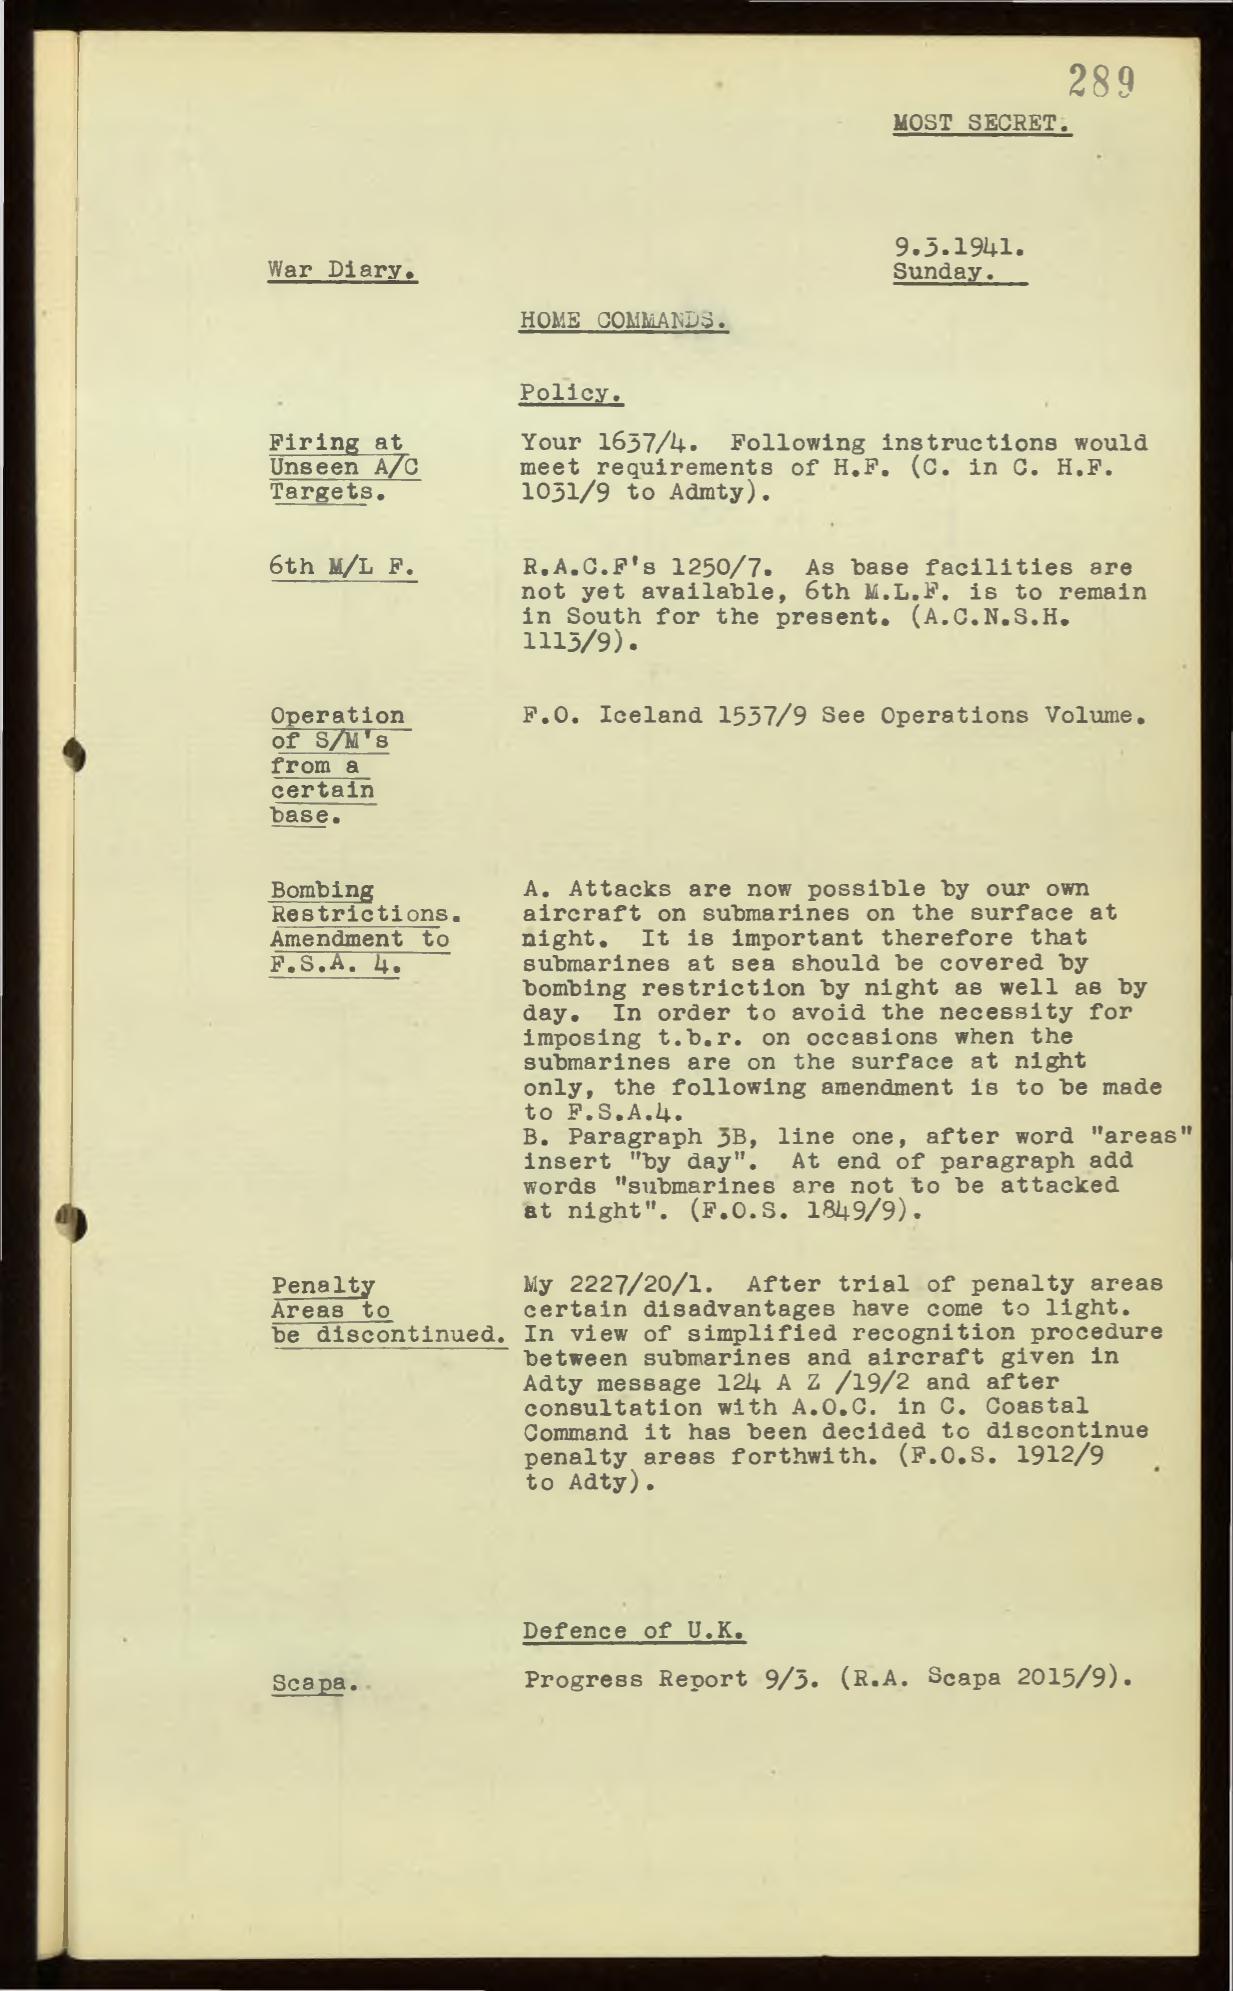 289
MOST SECRET.
9.3.1941.
War Diary.
Sunday.
HOME COMMANDS.
Policy.
Firing at
Unseen A/C
Targets.
Your 1637/4. Following instructions would
meet requirements of H.F. (C. in C. H.F.
1031/9 to Admty).
6th M/L F.
R.A.C.F's 1250/7. As base facilities are
not yet available, 6th M.L.F. is to remain
in South for the present. (A.C.N.S.H.
1113/9).
Operation
of S/M's
from a
certain
base.
F.O. Iceland 1537/9 See Operations Volume.
Bombing
Restrictions.
Amendment to
F.S.A. 4.
A. Attacks are now possible by our own
aircraft on submarines on the surface at
night. It is important therefore that
submarines at sea should be covered by
bombing restriction by night as well as by
day. In order to avoid the necessity for
imposing t.b.r. on occasions when the
submarines are on the surface at night
only, the following amendment is to be made
to F.S.A.4.
B. Paragraph 3B, line one, after word "areas"
insert "by day". At end of paragraph add
words "submarines are not to be attacked
at night". (F.O.S. 1849/9).
Penalty
Areas to
be discontinued.
My 2227/20/1. After trial of penalty areas
certain disadvantages have come to light.
In view of simplified recognition procedure
between submarines and aircraft given in
Adty message 124 A Z /19/2 and after
consultation with A.O.C. in C. Coastal
Command it has been decided to discontinue
penalty areas forthwith. (F.O.S. 1912/9
to Adty).
Defence of U.K.
Scapa.
Progress Report 9/3. (R.A. Scapa 2015/9).